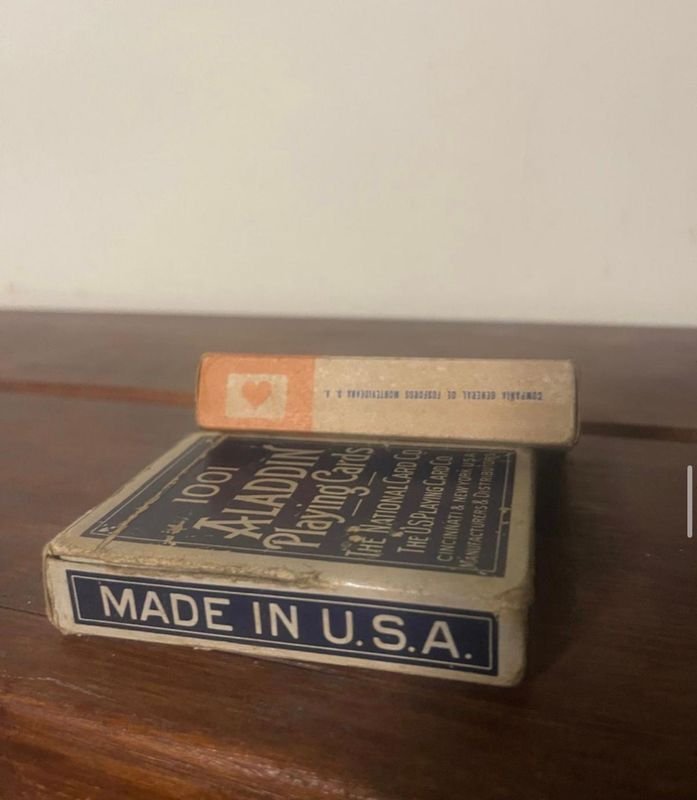 COMPAÑIA GENERAL DE FOSFOROS MONTEVIDEANA S. A.
1001
ALADDIN
Playing Cards
THE NATIONAL CARD CO.
THE U.S. PLAYING CARD CO.
CINCINNATI & NEW YORK U.S.A.
MANUFACTURERS & DISTRIBUTORS
MADE IN U.S.A.